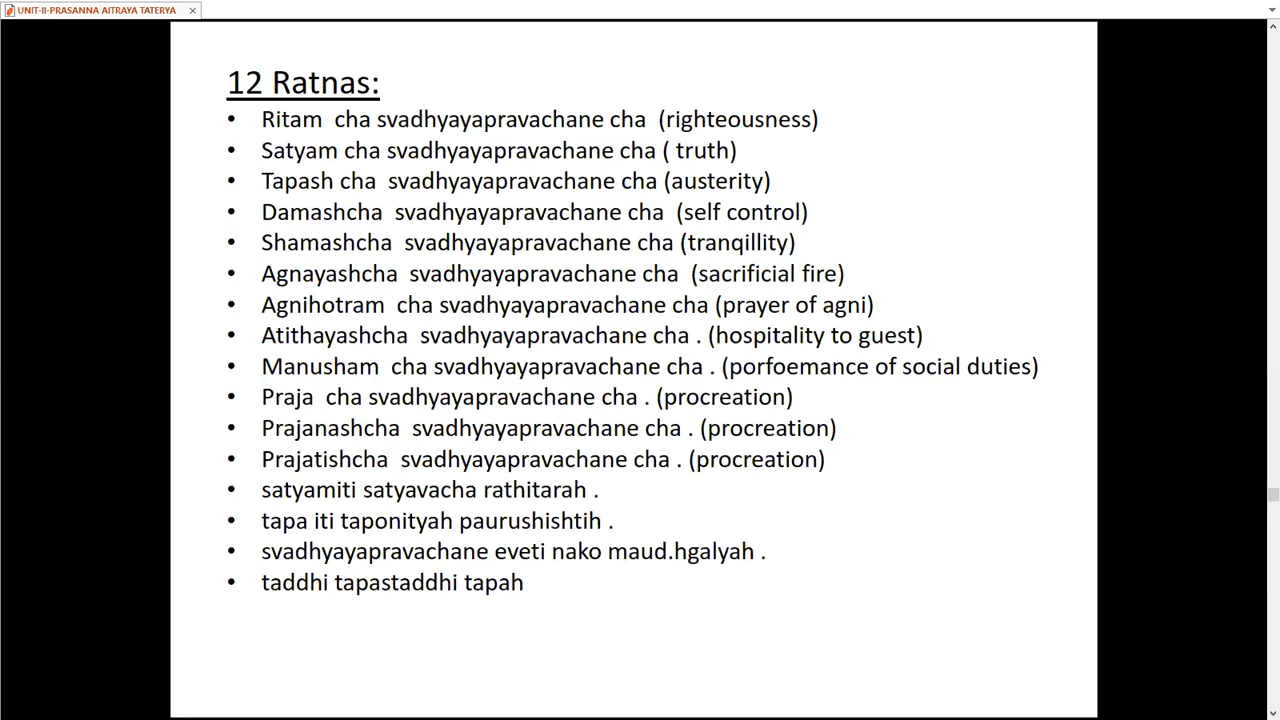 UNIT-II-PRASANNA AITRAYA TATERYA
12 Ratnas:
• Ritam cha svadhyayapravachane cha (righteousness)
• Satyam cha svadhyayapravachane cha ( truth)
• Tapash cha svadhyayapravachane cha (austerity)
• Damashcha svadhyayapravachane cha (self control)
• Shamashcha svadhyayapravachane cha (tranqillity)
• Agnayashcha svadhyayapravachane cha (sacrificial fire)
• Agnihotram cha svadhyayapravachane cha (prayer of agni)
• Atithayashcha svadhyayapravachane cha . (hospitality to guest)
• Manusham cha svadhyayapravachane cha . (porfoemance of social duties)
• Praja cha svadhyayapravachane cha . (procreation)
• Prajanashcha svadhyayapravachane cha . (procreation)
• Prajatishcha svadhyayapravachane cha . (procreation)
• satyamiti satyavacha rathitarah .
• tapa iti taponityah paurushishtih .
• svadhyayapravachane eveti nako maud.hgalyah .
• taddhi tapastaddhi tapah